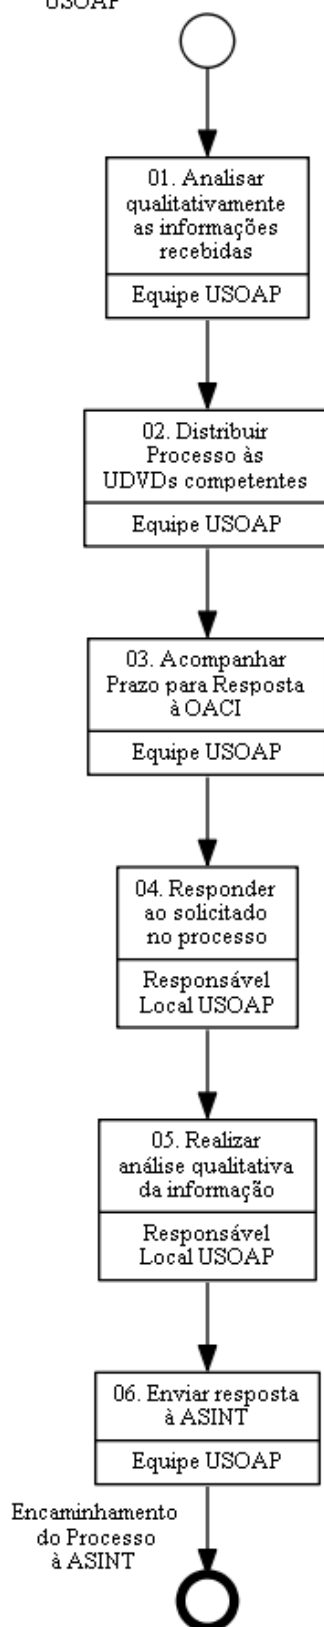 USOAP
01. Analisar
qualitativamente
as informações
recebidas
Equipe USOAP
02. Distribuir
Processo às
UDVDs competentes
Equipe USOAP
03. Acompanhar
Prazo para Resposta
à OACI
Equipe USOAP
04. Responder
ao solicitado
no processo
Responsável
Local USOAP
05. Realizar
análise qualitativa
da informação
Responsável
Local USOAP
06. Enviar resposta
à ASINT
Equipe USOAP
Encaminhamento
do Processo
à ASINT